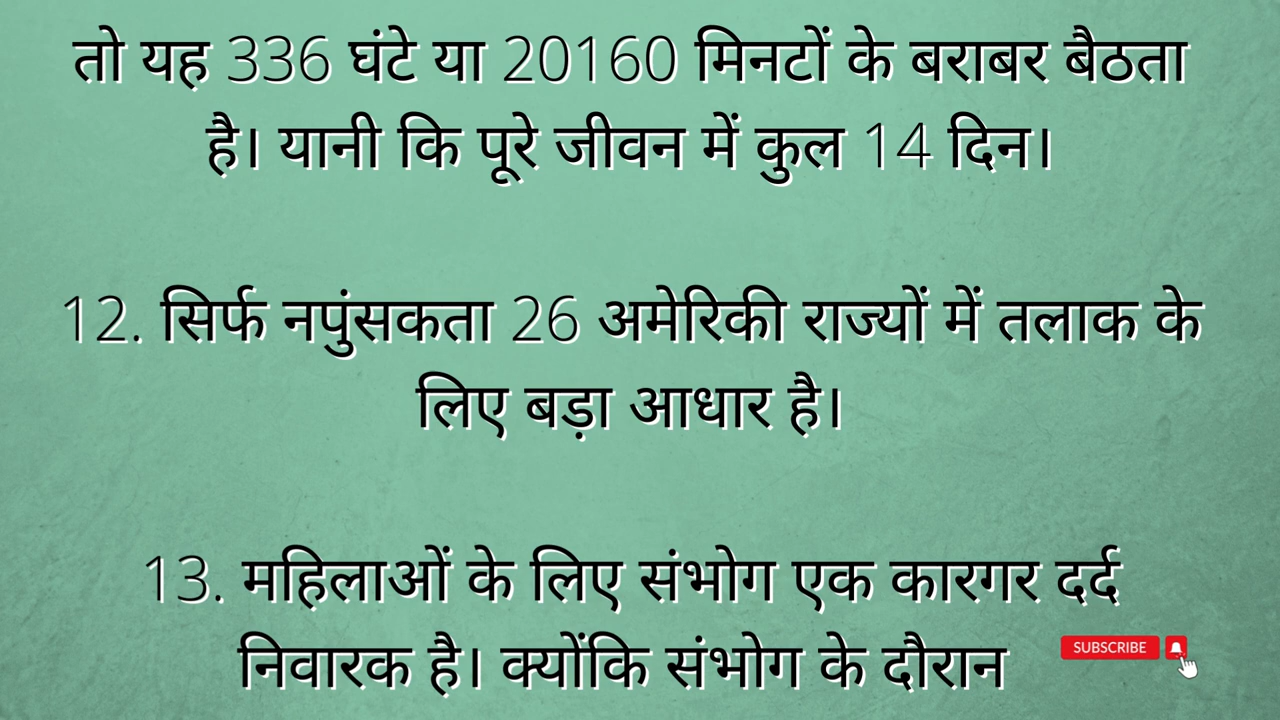 तो यह 336 घंटे या 20160 मिनटों के बराबर बैठता
है। यानी कि पूरे जीवन में कुल 14 दिन।
12. सिर्फ नपुंसकता 26 अमेरिकी राज्यों में तलाक के
लिए बड़ा आधार है।
13. महिलाओं के लिए संभोग एक कारगर दर्द
निवारक है। क्योंकि संभोग के दौरान
SUBSCRIBE